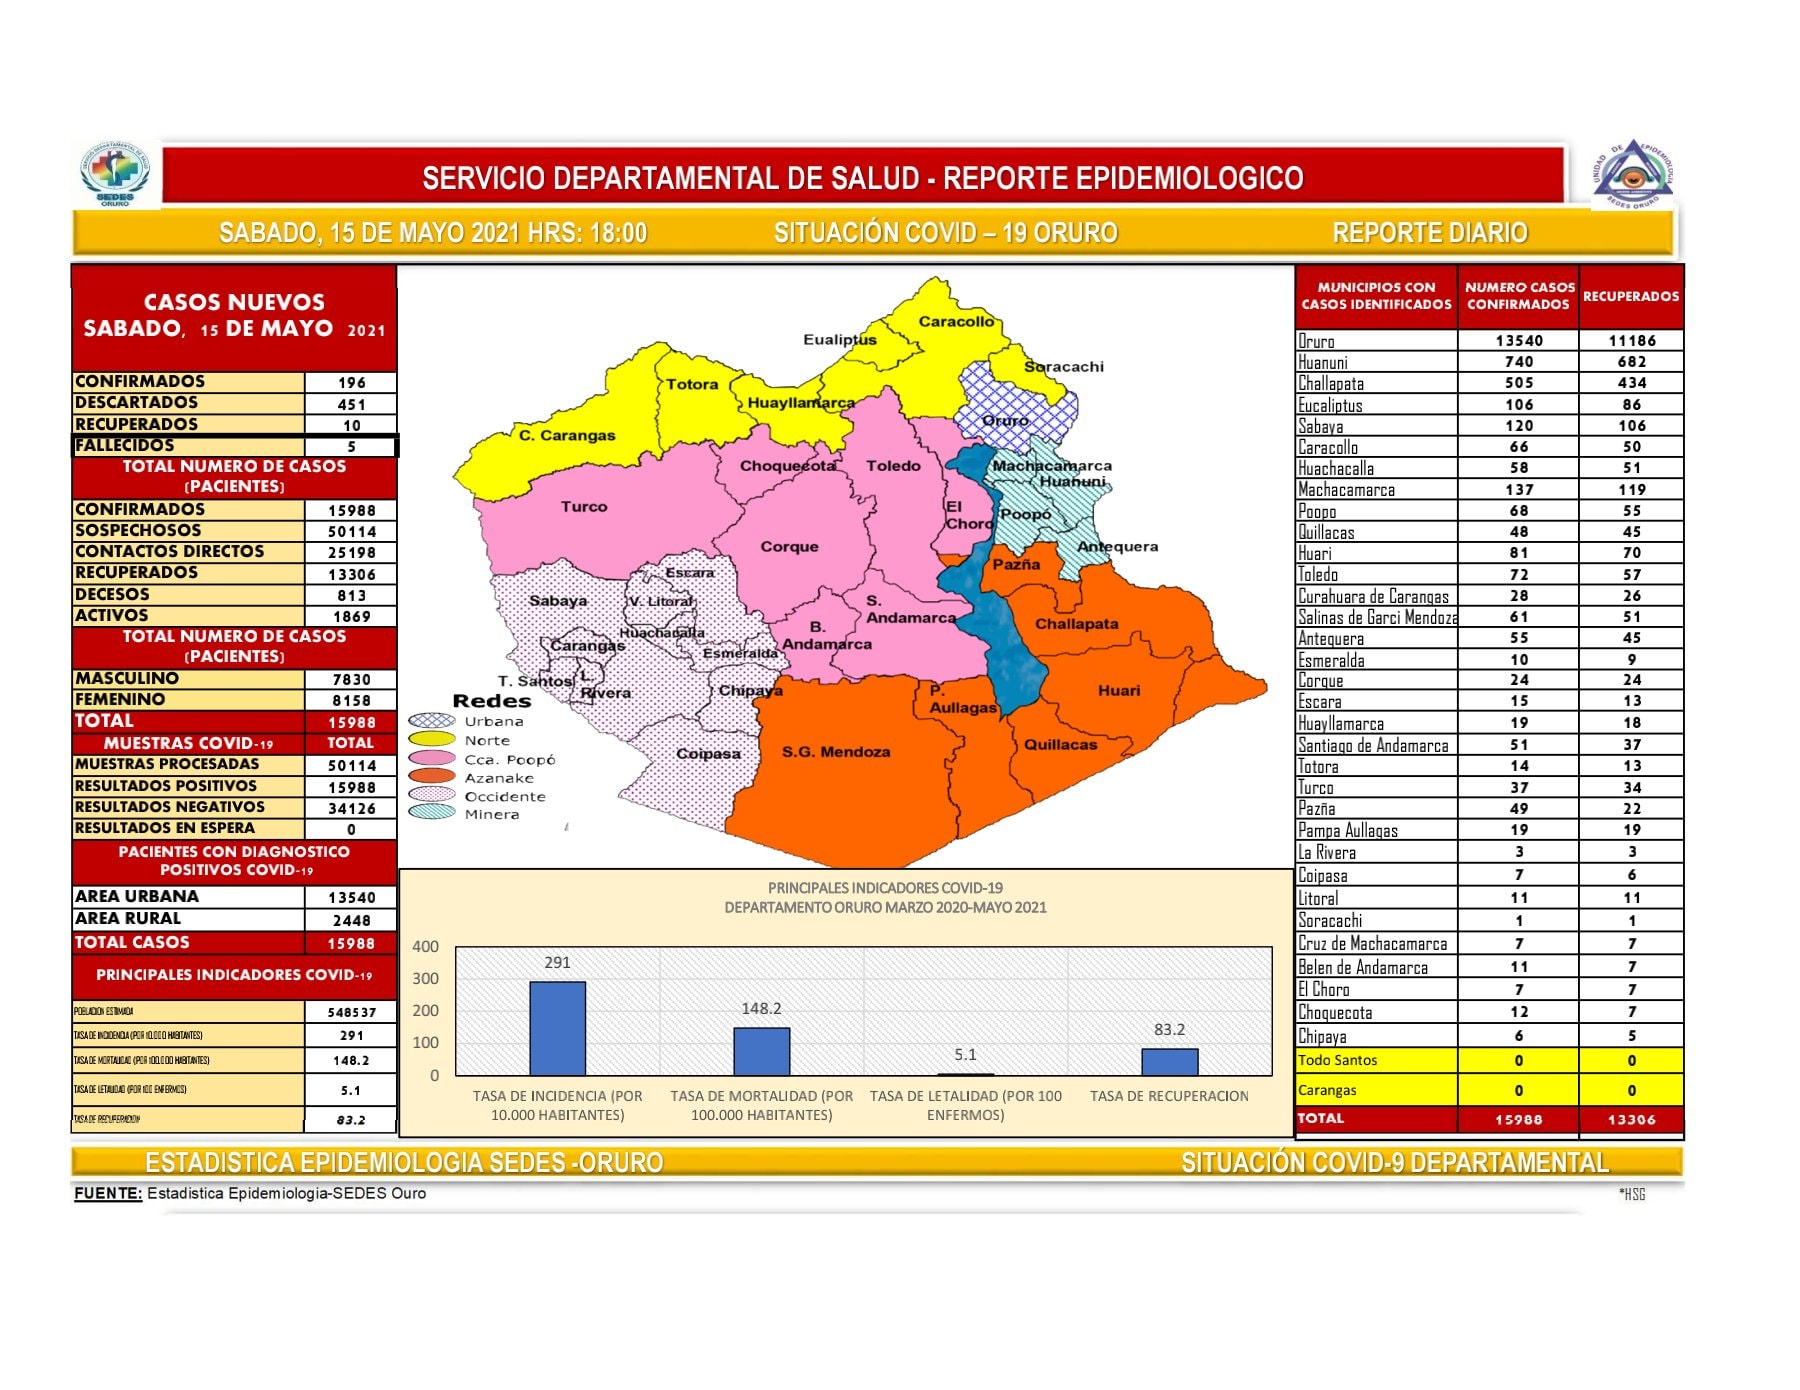 SERVICIO DEPARTAMENTAL DE SALUD - REPORTE EPIDEMIOLOGICO
SEDES
ORURO
UNIDAD DE EPIDEMIOLOGIA
SEDES ORURO
SABADO, 15 DE MAYO 2021 HRS: 18:00 SITUACIÓN COVID – 19 ORURO REPORTE DIARIO
CASOS NUEVOS
SABADO, 15 DE MAYO 2021
CONFIRMADOS 196
DESCARTADOS 451
RECUPERADOS 10
FALLECIDOS 5
TOTAL NUMERO DE CASOS
(PACIENTES)
CONFIRMADOS 15988
SOSPECHOSOS 50114
CONTACTOS DIRECTOS 25198
RECUPERADOS 13306
DECESOS 813
ACTIVOS 1869
TOTAL NUMERO DE CASOS
(PACIENTES)
MASCULINO 7830
FEMENINO 8158
TOTAL 15988
MUESTRAS COVID-19 TOTAL
MUESTRAS PROCESADAS 50114
RESULTADOS POSITIVOS 15988
RESULTADOS NEGATIVOS 34126
RESULTADOS EN ESPERA 0
PACIENTES CON DIAGNOSTICO
POSITIVOS COVID-19
AREA URBANA 13540
AREA RURAL 2448
TOTAL CASOS 15988
PRINCIPALES INDICADORES COVID-19
POBLACION ESTIMADA 548537
TASA DE INCIDENCIA (POR 10.000 HABITANTES) 291
TASA DE MORTALIDAD (POR 100.000 HABITANTES) 148.2
TASA DE LETALIDAD (POR 100 ENFERMOS) 5.1
TASA DE RECUPERACION 83.2
Caracollo
Eualiptus
Soracachi
Totora
Huayllamarca
Oruro
C. Carangas
Choquecota
Toledo
Machacamarca
Huanuni
Turco
El
Choro
Poopó
Corque
Antequera
Pazña
Escara
Sabaya
V. Litoral
S.
Andamarca
Challapata
B.
Andamarca
Huacharalla
Carangas
Esmeralda
T. Santos
L.
Rivera
Chipaya
P.
Aullagas
Huari
Quillacas
Coipasa
S.G. Mendoza
Redes
Urbana
Norte
Cca. Poopó
Azanake
Occidente
Minera
PRINCIPALES INDICADORES COVID-19
DEPARTAMENTO ORURO MARZO 2020-MAYO 2021
400
300
200
100
0
291
148.2
5.1
83.2
TASA DE INCIDENCIA (POR
10.000 HABITANTES)
TASA DE MORTALIDAD (POR
100.000 HABITANTES)
TASA DE LETALIDAD (POR 100
ENFERMOS)
TASA DE RECUPERACION
MUNICIPIOS CON
CASOS IDENTIFICADOS
NUMERO CASOS
CONFIRMADOS
RECUPERADOS
Oruro 13540 11186
Huanuni 740 682
Challapata 505 434
Eucaliptus 106 86
Sabaya 120 106
Caracollo 66 50
Huachacalla 58 51
Machacamarca 137 119
Poopo 68 55
Quillacas 48 45
Huari 81 70
Toledo 72 57
Curahuara de Carangas 28 26
Salinas de Garci Mendoza 61 51
Antequera 55 45
Esmeralda 10 9
Corque 24 24
Escara 15 13
Huayllamarca 19 18
Santiago de Andamarca 51 37
Totora 14 13
Turco 37 34
Pazña 49 22
Pampa Aullagas 19 19
La Rivera 3 3
Coipasa 7 6
Litoral 11 11
Soracachi 1 1
Cruz de Machacamarca 7 7
Belen de Andamarca 11 7
El Choro 7 7
Choquecota 12 7
Chipaya 6 5
Todo Santos 0 0
Carangas 0 0
TOTAL 15988 13306
ESTADISTICA EPIDEMIOLOGIA SEDES -ORURO SITUACIÓN COVID-9 DEPARTAMENTAL
FUENTE: Estadistica Epidemiologia-SEDES Ouro
*HSG